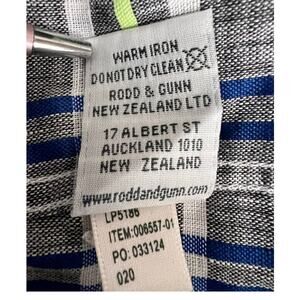 WARM IRON
DO NOT DRY CLEAN
RODD & GUNN
NEW ZEALAND LTD
17 ALBERT ST
AUCKLAND 1010
NEW ZEALAND
www.roddandgunn.com
LP5186
ITEM:006557-01
PO: 033124
020